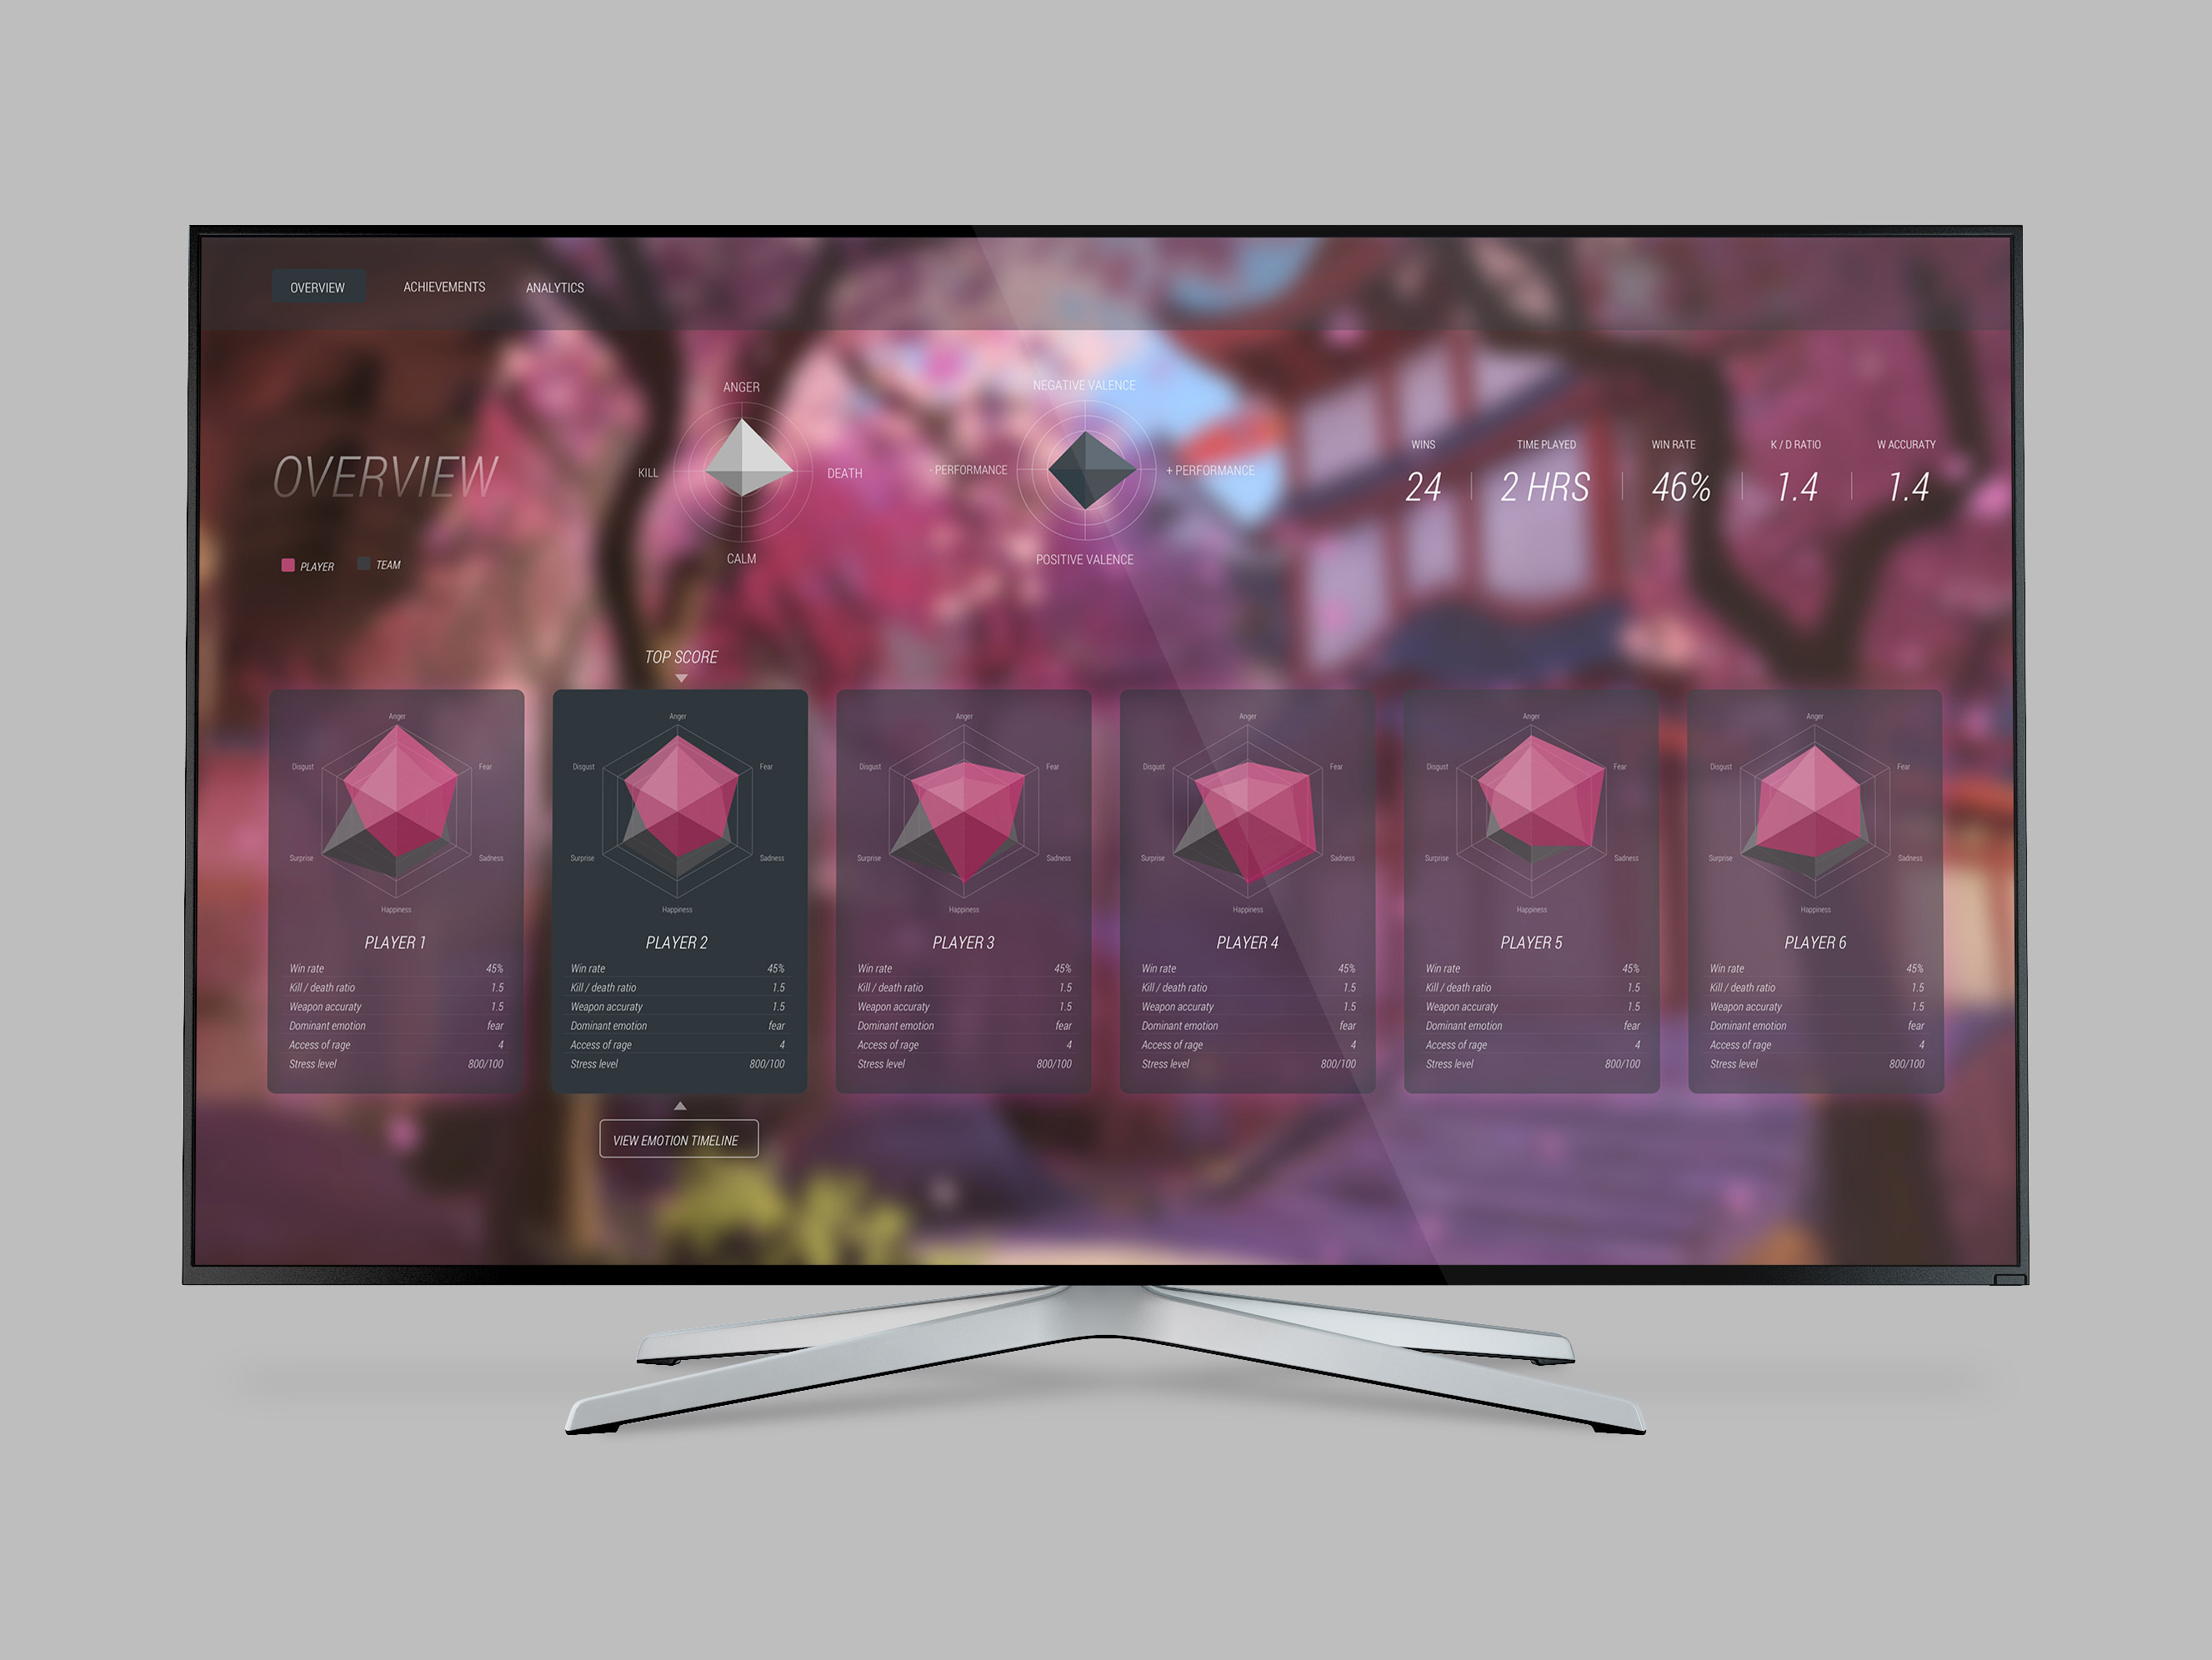 OVERVIEW ACHIEVEMENTS ANALYTICS
OVERVIEW
PLAYER TEAM
ANGER
KILL DEATH
CALM
NEGATIVE VALENCE
- PERFORMANCE + PERFORMANCE
POSITIVE VALENCE
WINS TIME PLAYED WIN RATE K / D RATIO W ACCURATY
24 2 HRS 46% 1.4 1.4
TOP SCORE
Anger
Disgust Fear
Surprise Sadness
Happiness
PLAYER 1
Win rate 45%
Kill / death ratio 1.5
Weapon accuraty 1.5
Dominant emotion fear
Access of rage 4
Stress level 800/100
Anger
Disgust Fear
Surprise Sadness
Happiness
PLAYER 2
Win rate 45%
Kill / death ratio 1.5
Weapon accuraty 1.5
Dominant emotion fear
Access of rage 4
Stress level 800/100
Anger
Disgust Fear
Surprise Sadness
Happiness
PLAYER 3
Win rate 45%
Kill / death ratio 1.5
Weapon accuraty 1.5
Dominant emotion fear
Access of rage 4
Stress level 800/100
Anger
Disgust Fear
Surprise Sadness
Happiness
PLAYER 4
Win rate 45%
Kill / death ratio 1.5
Weapon accuraty 1.5
Dominant emotion fear
Access of rage 4
Stress level 800/100
Anger
Disgust Fear
Surprise Sadness
Happiness
PLAYER 5
Win rate 45%
Kill / death ratio 1.5
Weapon accuraty 1.5
Dominant emotion fear
Access of rage 4
Stress level 800/100
Anger
Disgust Fear
Surprise Sadness
Happiness
PLAYER 6
Win rate 45%
Kill / death ratio 1.5
Weapon accuraty 1.5
Dominant emotion fear
Access of rage 4
Stress level 800/100
VIEW EMOTION TIMELINE